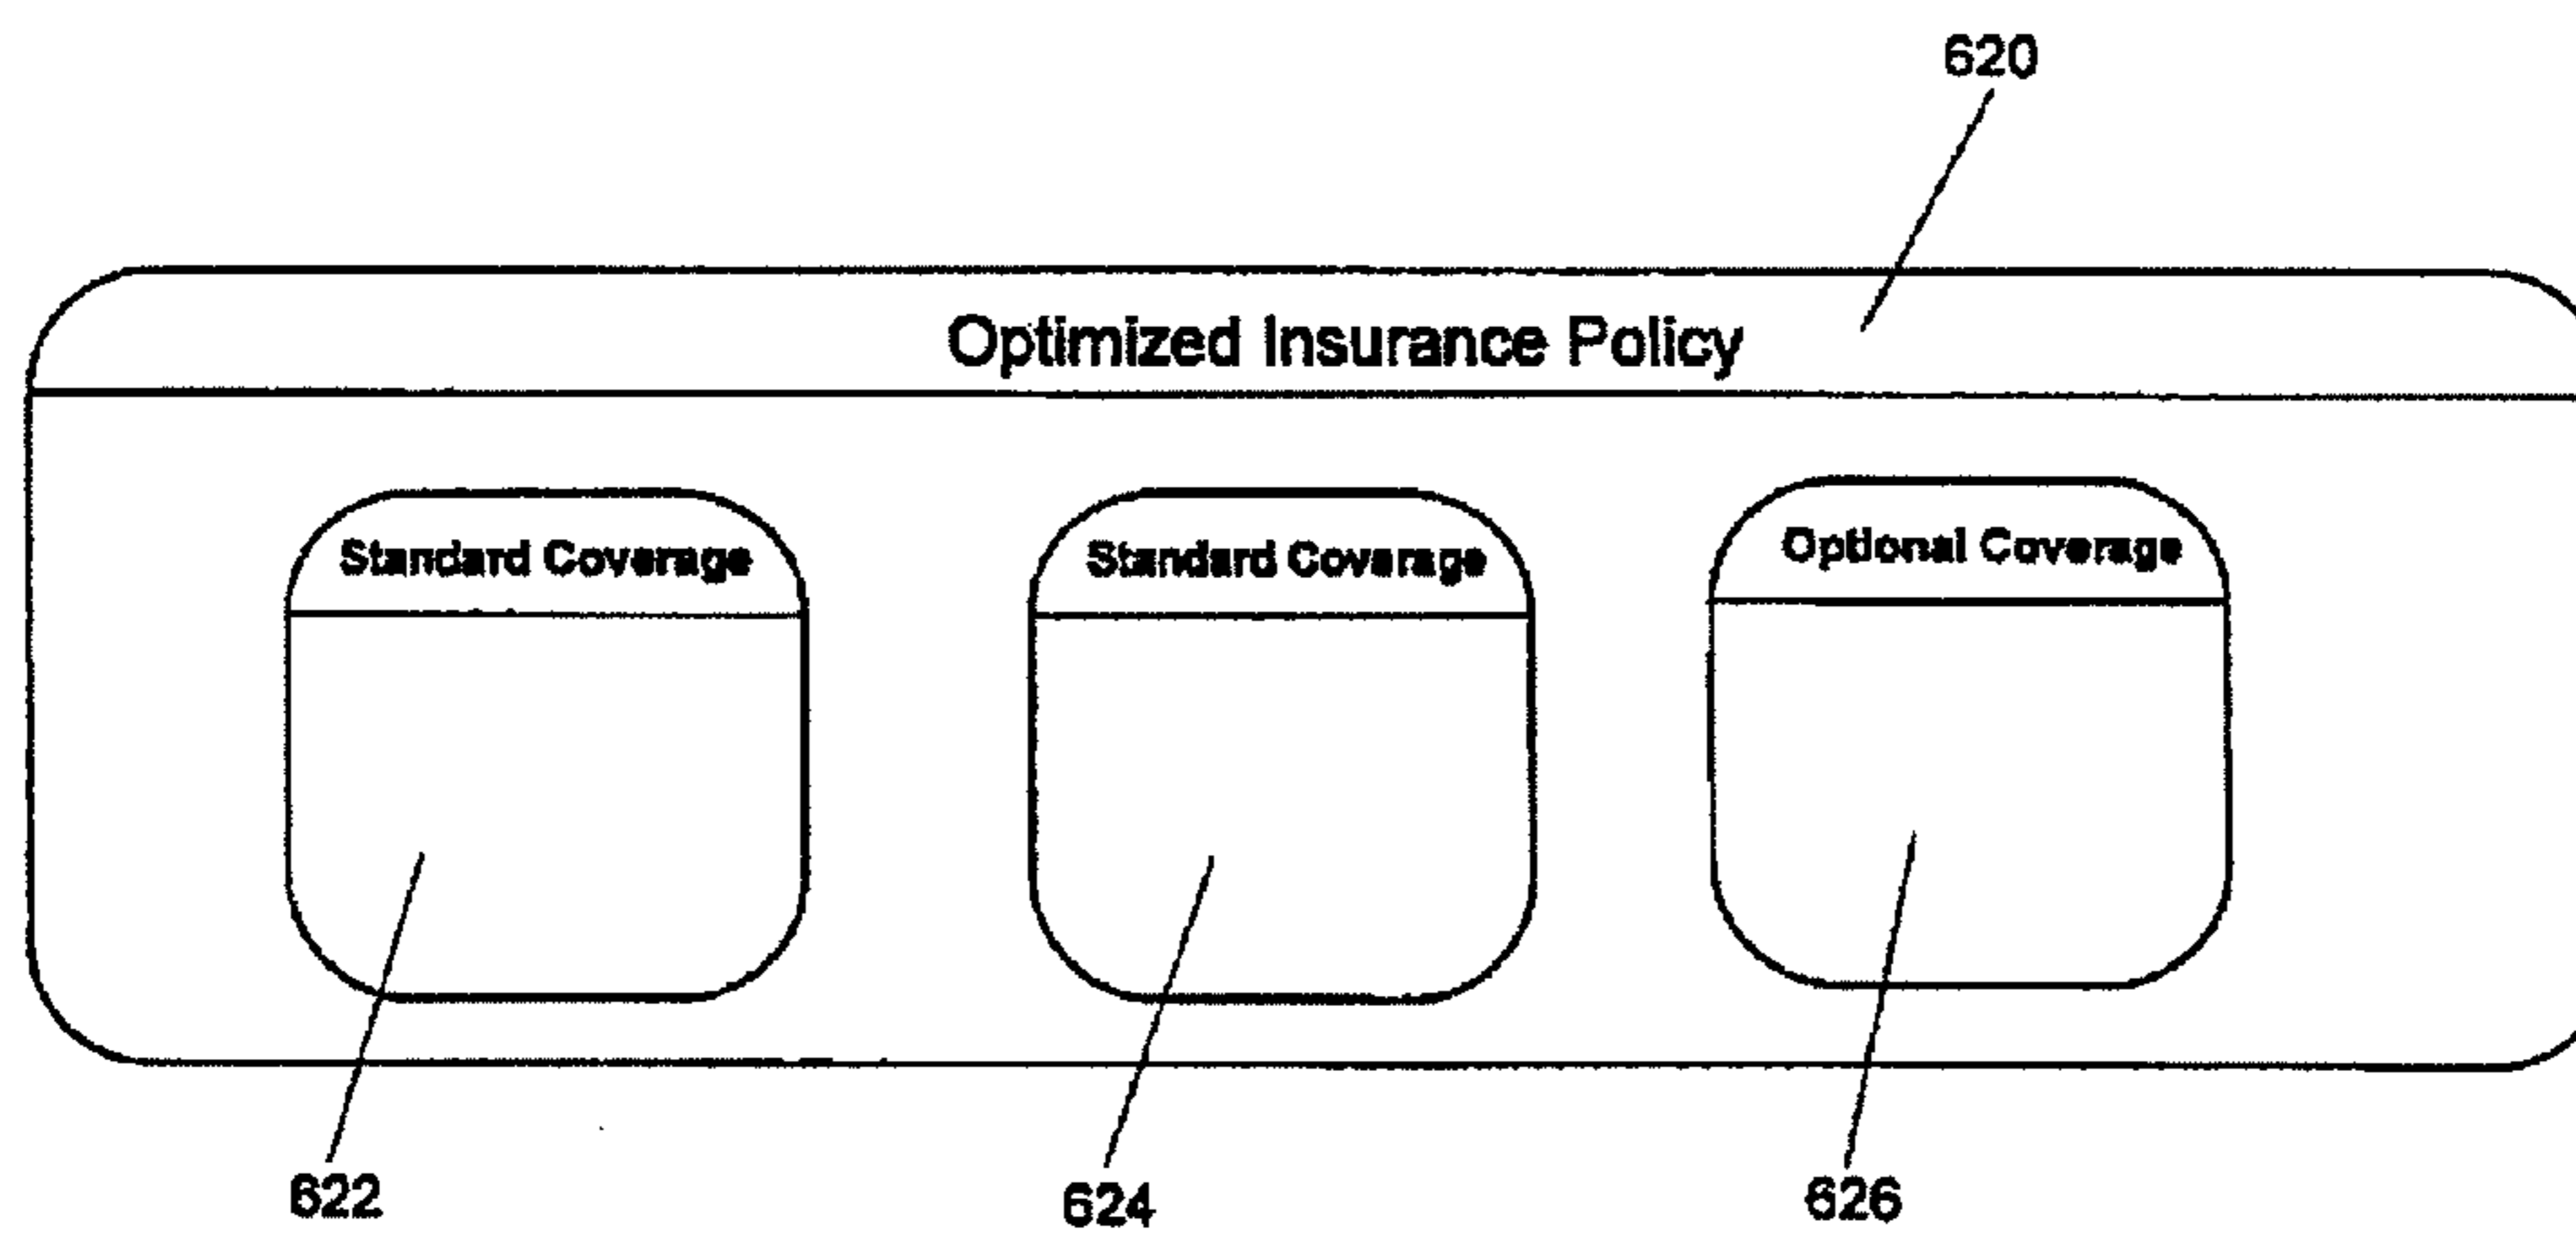 620
Optimized Insurance Policy
Standard Coverage
Standard Coverage
Optional Coverage
622
624
626